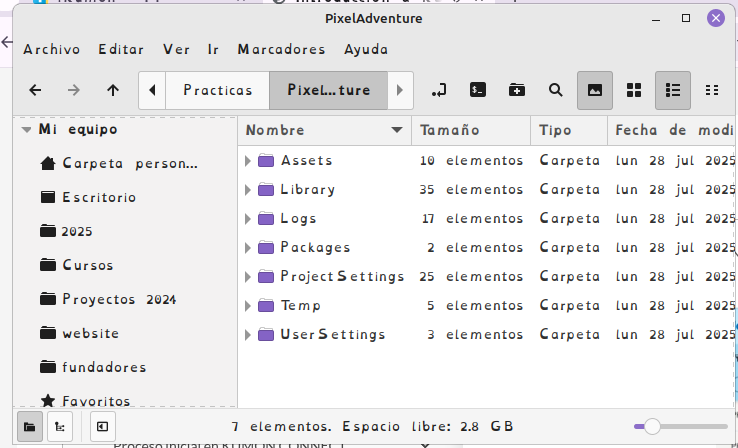 PixelAdventure
Archivo Editar Ver Ir Marcadores Ayuda
Practicas Pixel...ture
Mi equipo
Carpeta person...
Escritorio
2025
Cursos
Proyectos 2024
website
fundadores
Favoritos
Nombre Tamaño Tipo Fecha de modi
Assets 10 elementos Carpeta lun 28 jul 2025
Library 35 elementos Carpeta lun 28 jul 2025
Logs 17 elementos Carpeta lun 28 jul 2025
Packages 2 elementos Carpeta lun 28 jul 2025
ProjectSettings 25 elementos Carpeta lun 28 jul 2025
Temp 5 elementos Carpeta lun 28 jul 2025
UserSettings 3 elementos Carpeta lun 28 jul 2025
7 elementos. Espacio libre: 2.8 GB